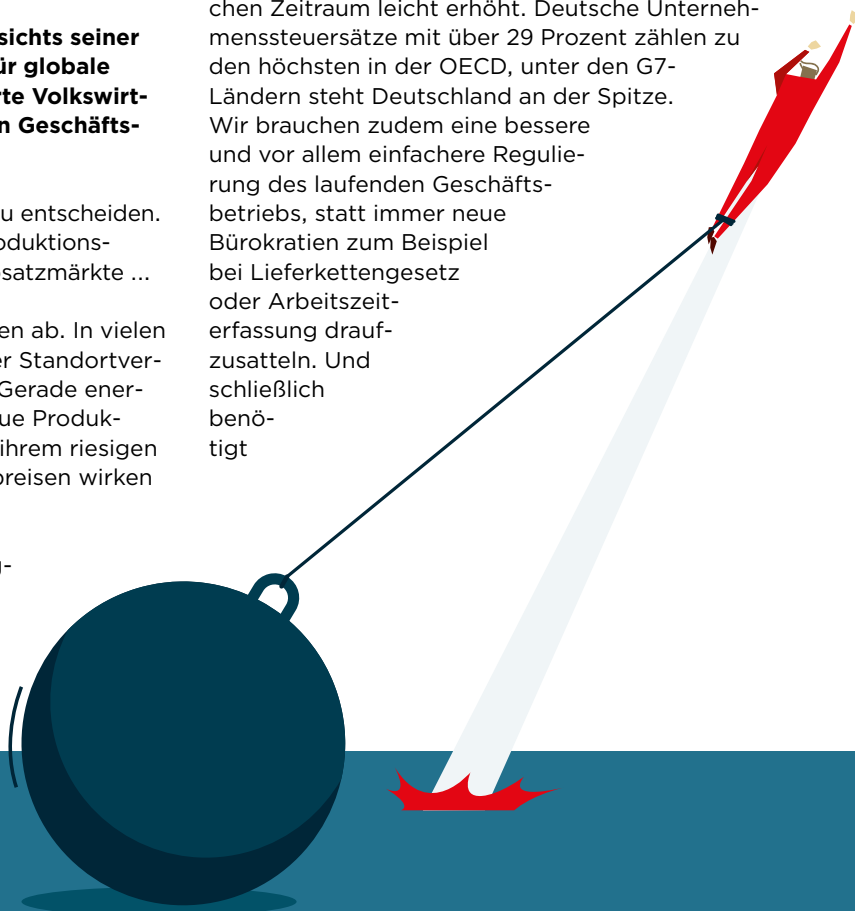 sichts seiner
ür globale
rte Volkswirt-
n Geschäfts-
u entscheiden.
oduktions-
satzmärkte ...
en ab. In vielen
er Standortver-
Gerade ener-
ue Produk-
ihrem riesigen
preisen wirken
g-
chen Zeitraum leicht erhöht. Deutsche Unterneh-
menssteuersätze mit über 29 Prozent zählen zu
den höchsten in der OECD, unter den G7-
Ländern steht Deutschland an der Spitze.
Wir brauchen zudem eine bessere
und vor allem einfachere Regulie-
rung des laufenden Geschäfts-
betriebs, statt immer neue
Bürokratien zum Beispiel
bei Lieferkettengesetz
oder Arbeitszeit-
erfassung drauf-
zusatteln. Und
schließlich
benö-
tigt